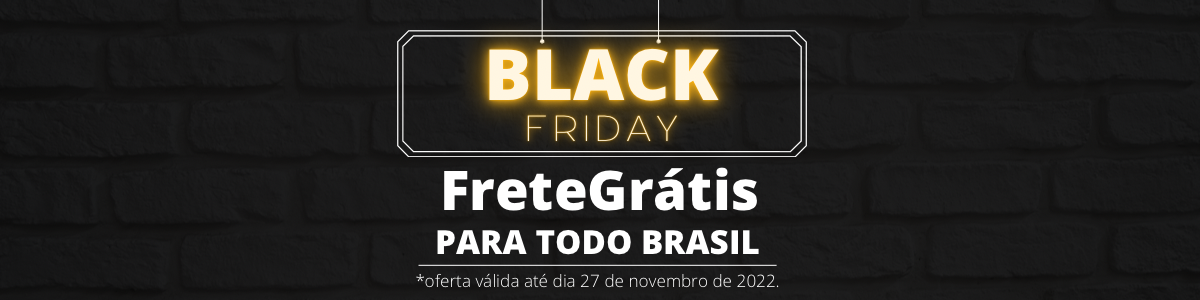 BLACK
FRIDAY
FreteGrátis
PARA TODO BRASIL
*oferta válida até dia 27 de novembro de 2022.